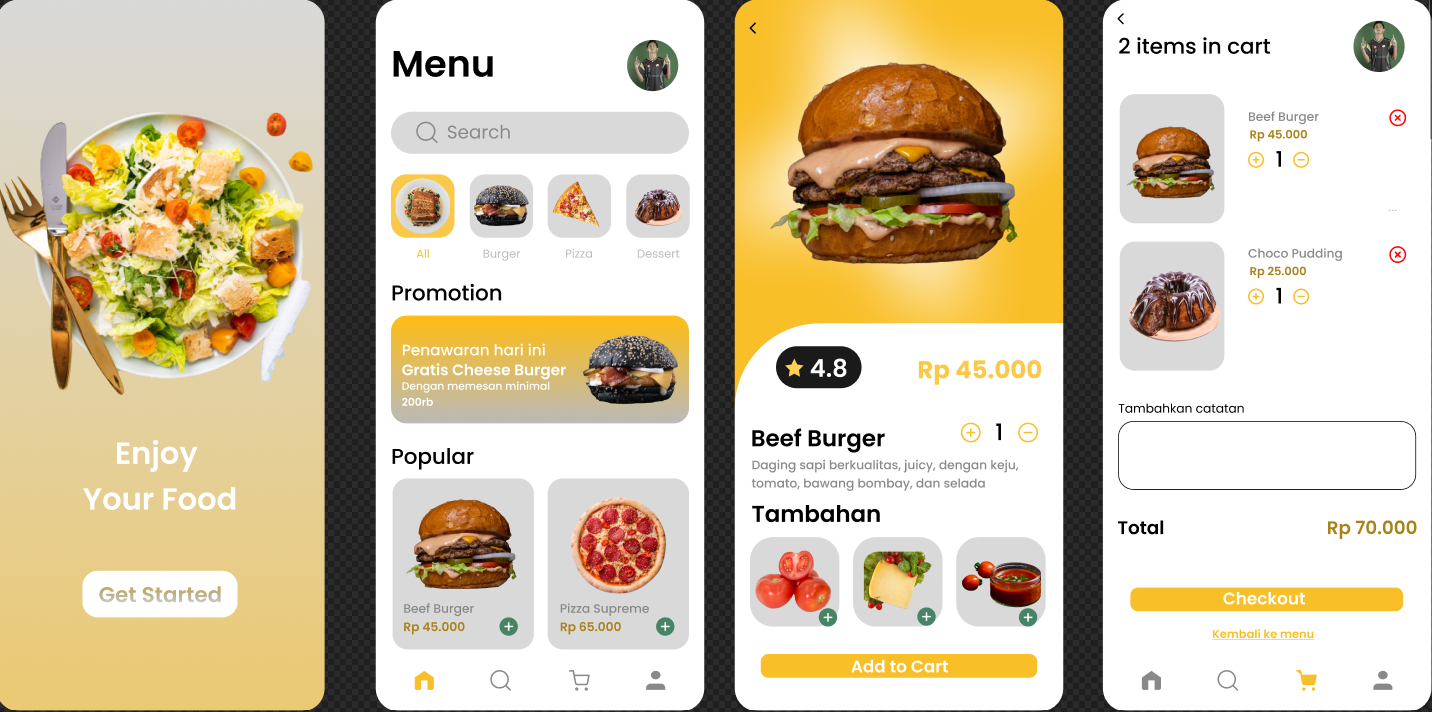 Enjoy
Your Food
Get Started
Menu
Search
All
Burger
Pizza
Dessert
Promotion
Penawaran hari ini
Gratis Cheese Burger
Dengan memesan minimal
200rb
Popular
Beef Burger
Rp 45.000
Pizza Supreme
Rp 65.000
4.8
Rp 45.000
Beef Burger
1
Daging sapi berkualitas, juicy, dengan keju,
tomato, bawang bombay, dan selada
Tambahan
Add to Cart
2 items in cart
Beef Burger
Rp 45.000
1
...
Choco Pudding
Rp 25.000
1
Tambahkan catatan
Total
Rp 70.000
Checkout
Kembali ke menu